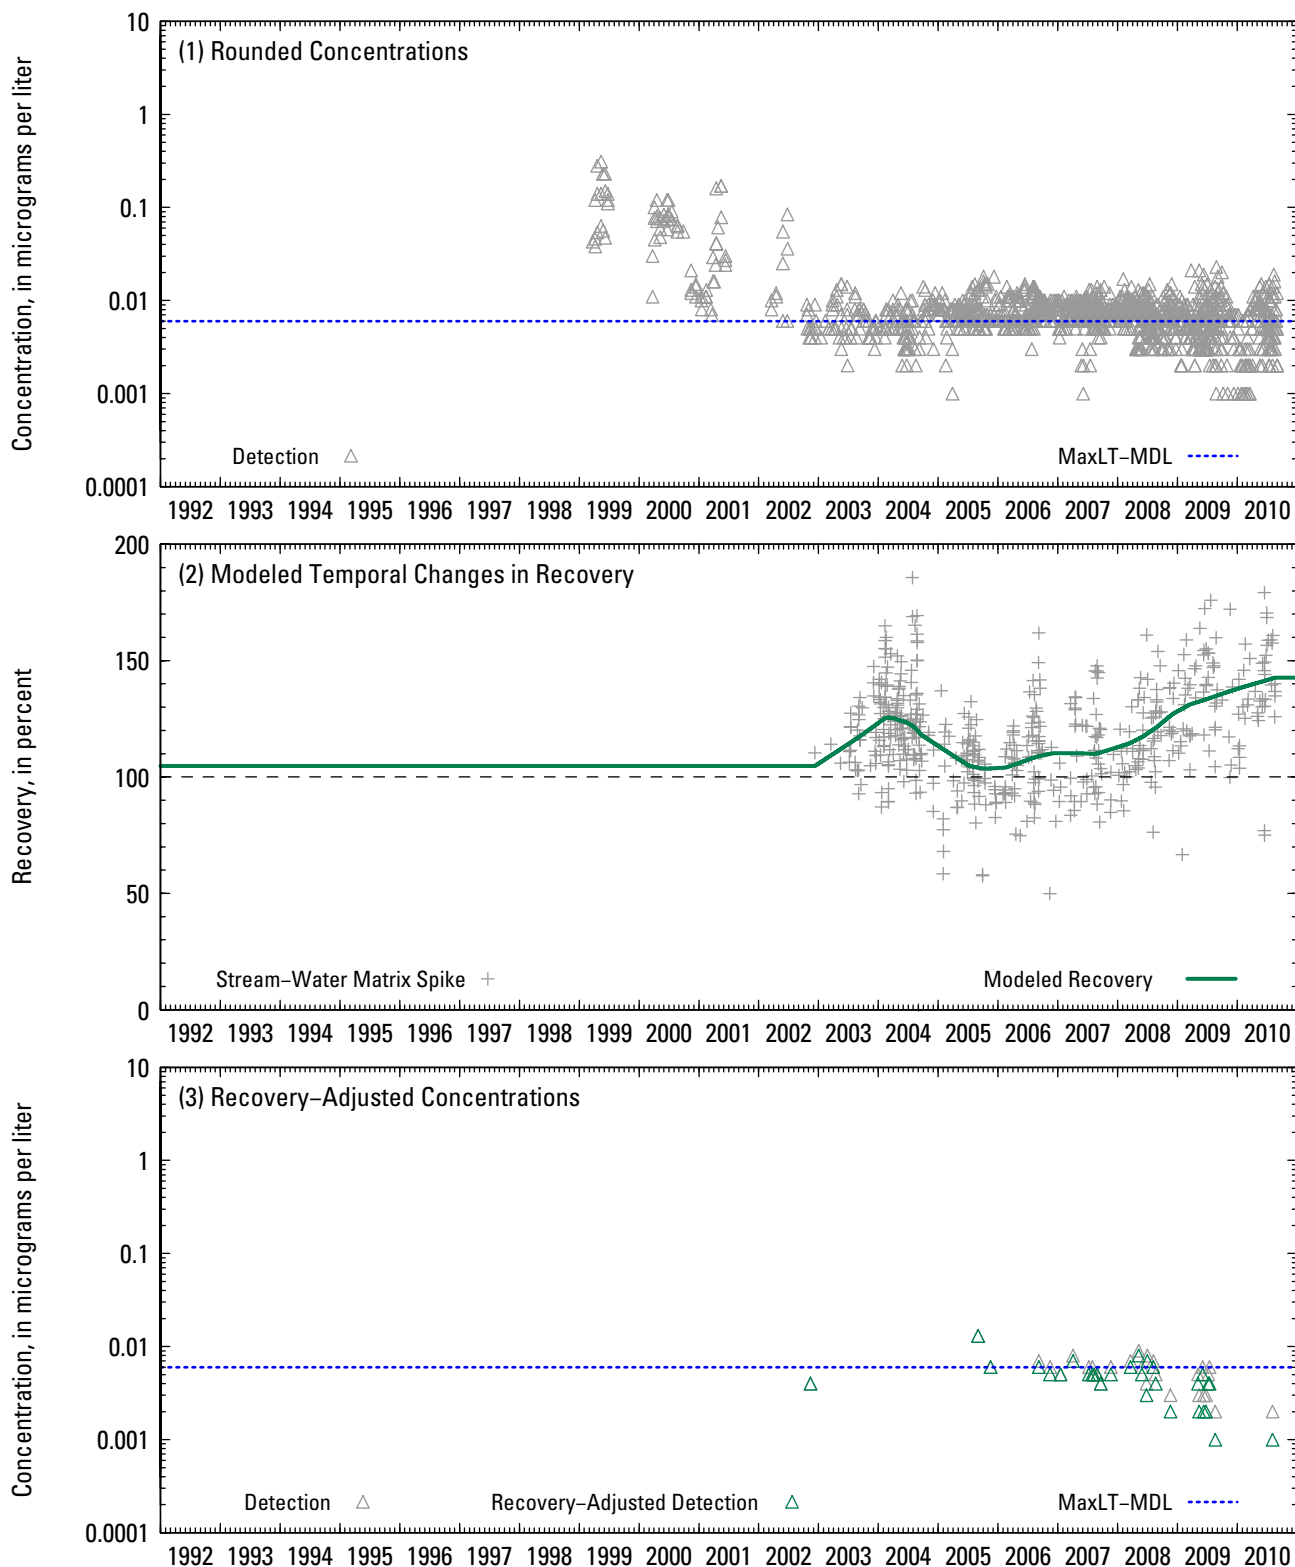 10
(1) Rounded Concentrations
1
0.1
0.01
0.001
0.0001
Concentration, in micrograms per liter
Detection
MaxLT–MDL
1992 1993 1994 1995 1996 1997 1998 1999 2000 2001 2002 2003 2004 2005 2006 2007 2008 2009 2010
200
(2) Modeled Temporal Changes in Recovery
150
100
50
0
Recovery, in percent
Stream–Water Matrix Spike
Modeled Recovery
1992 1993 1994 1995 1996 1997 1998 1999 2000 2001 2002 2003 2004 2005 2006 2007 2008 2009 2010
10
(3) Recovery–Adjusted Concentrations
1
0.1
0.01
0.001
0.0001
Concentration, in micrograms per liter
Detection
Recovery–Adjusted Detection
MaxLT–MDL
1992 1993 1994 1995 1996 1997 1998 1999 2000 2001 2002 2003 2004 2005 2006 2007 2008 2009 2010